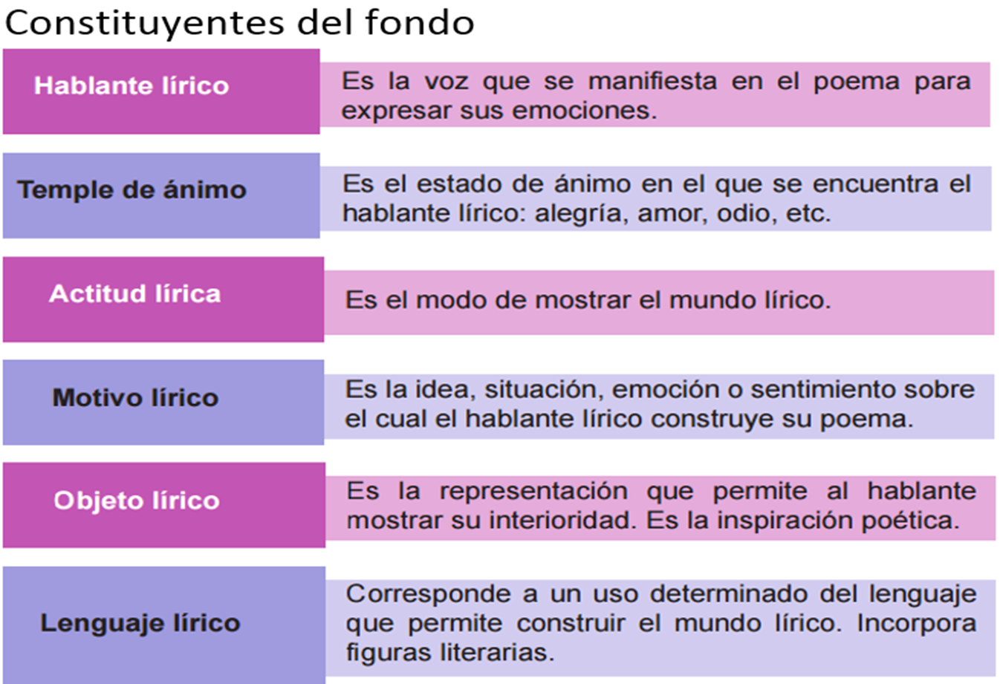 Constituyentes del fondo
Hablante lírico
Es la voz que se manifiesta en el poema para
expresar sus emociones.
Temple de ánimo
Es el estado de ánimo en el que se encuentra el
hablante lírico: alegría, amor, odio, etc.
Actitud lírica
Es el modo de mostrar el mundo lírico.
Motivo lírico
Es la idea, situación, emoción o sentimiento sobre
el cual el hablante lírico construye su poema.
Objeto lírico
Es la representación que permite al hablante
mostrar su interioridad. Es la inspiración poética.
Lenguaje lírico
Corresponde a un uso determinado del lenguaje
que permite construir el mundo lírico. Incorpora
figuras literarias.